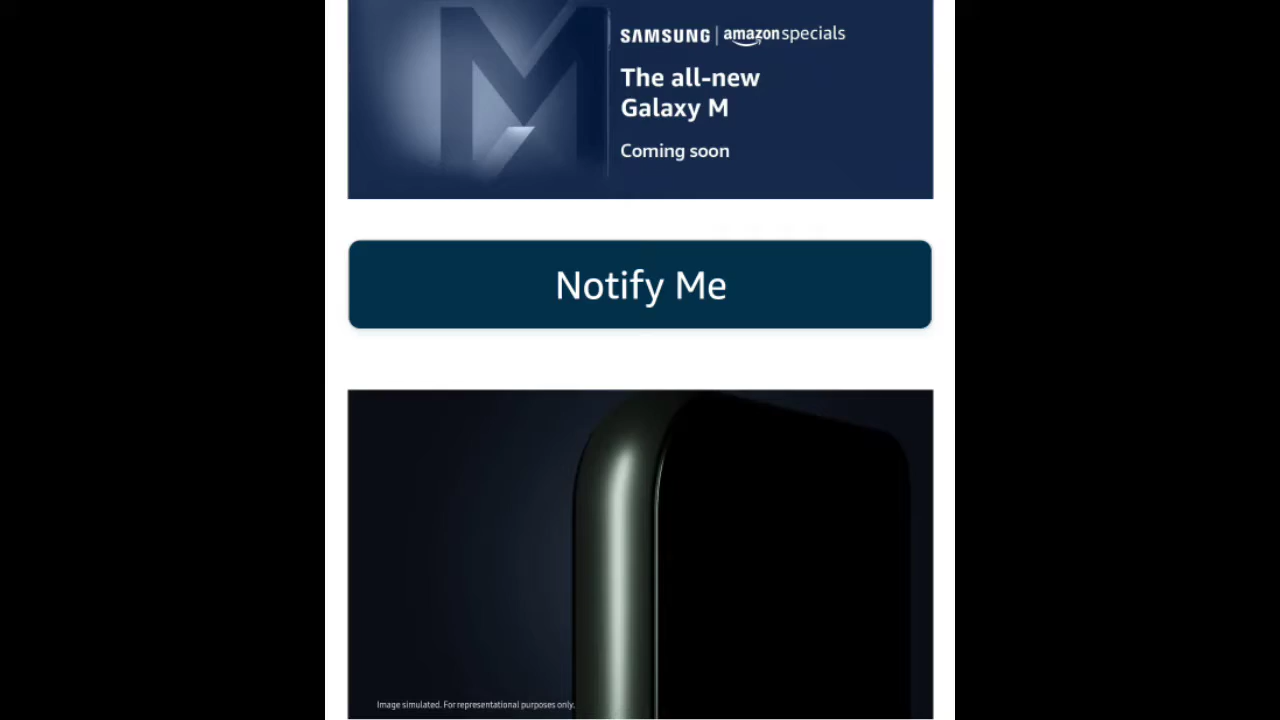 SAMSUNG | amazon specials
The all-new
Galaxy M
Coming soon
Notify Me
Image simulated. For representational purposes only.